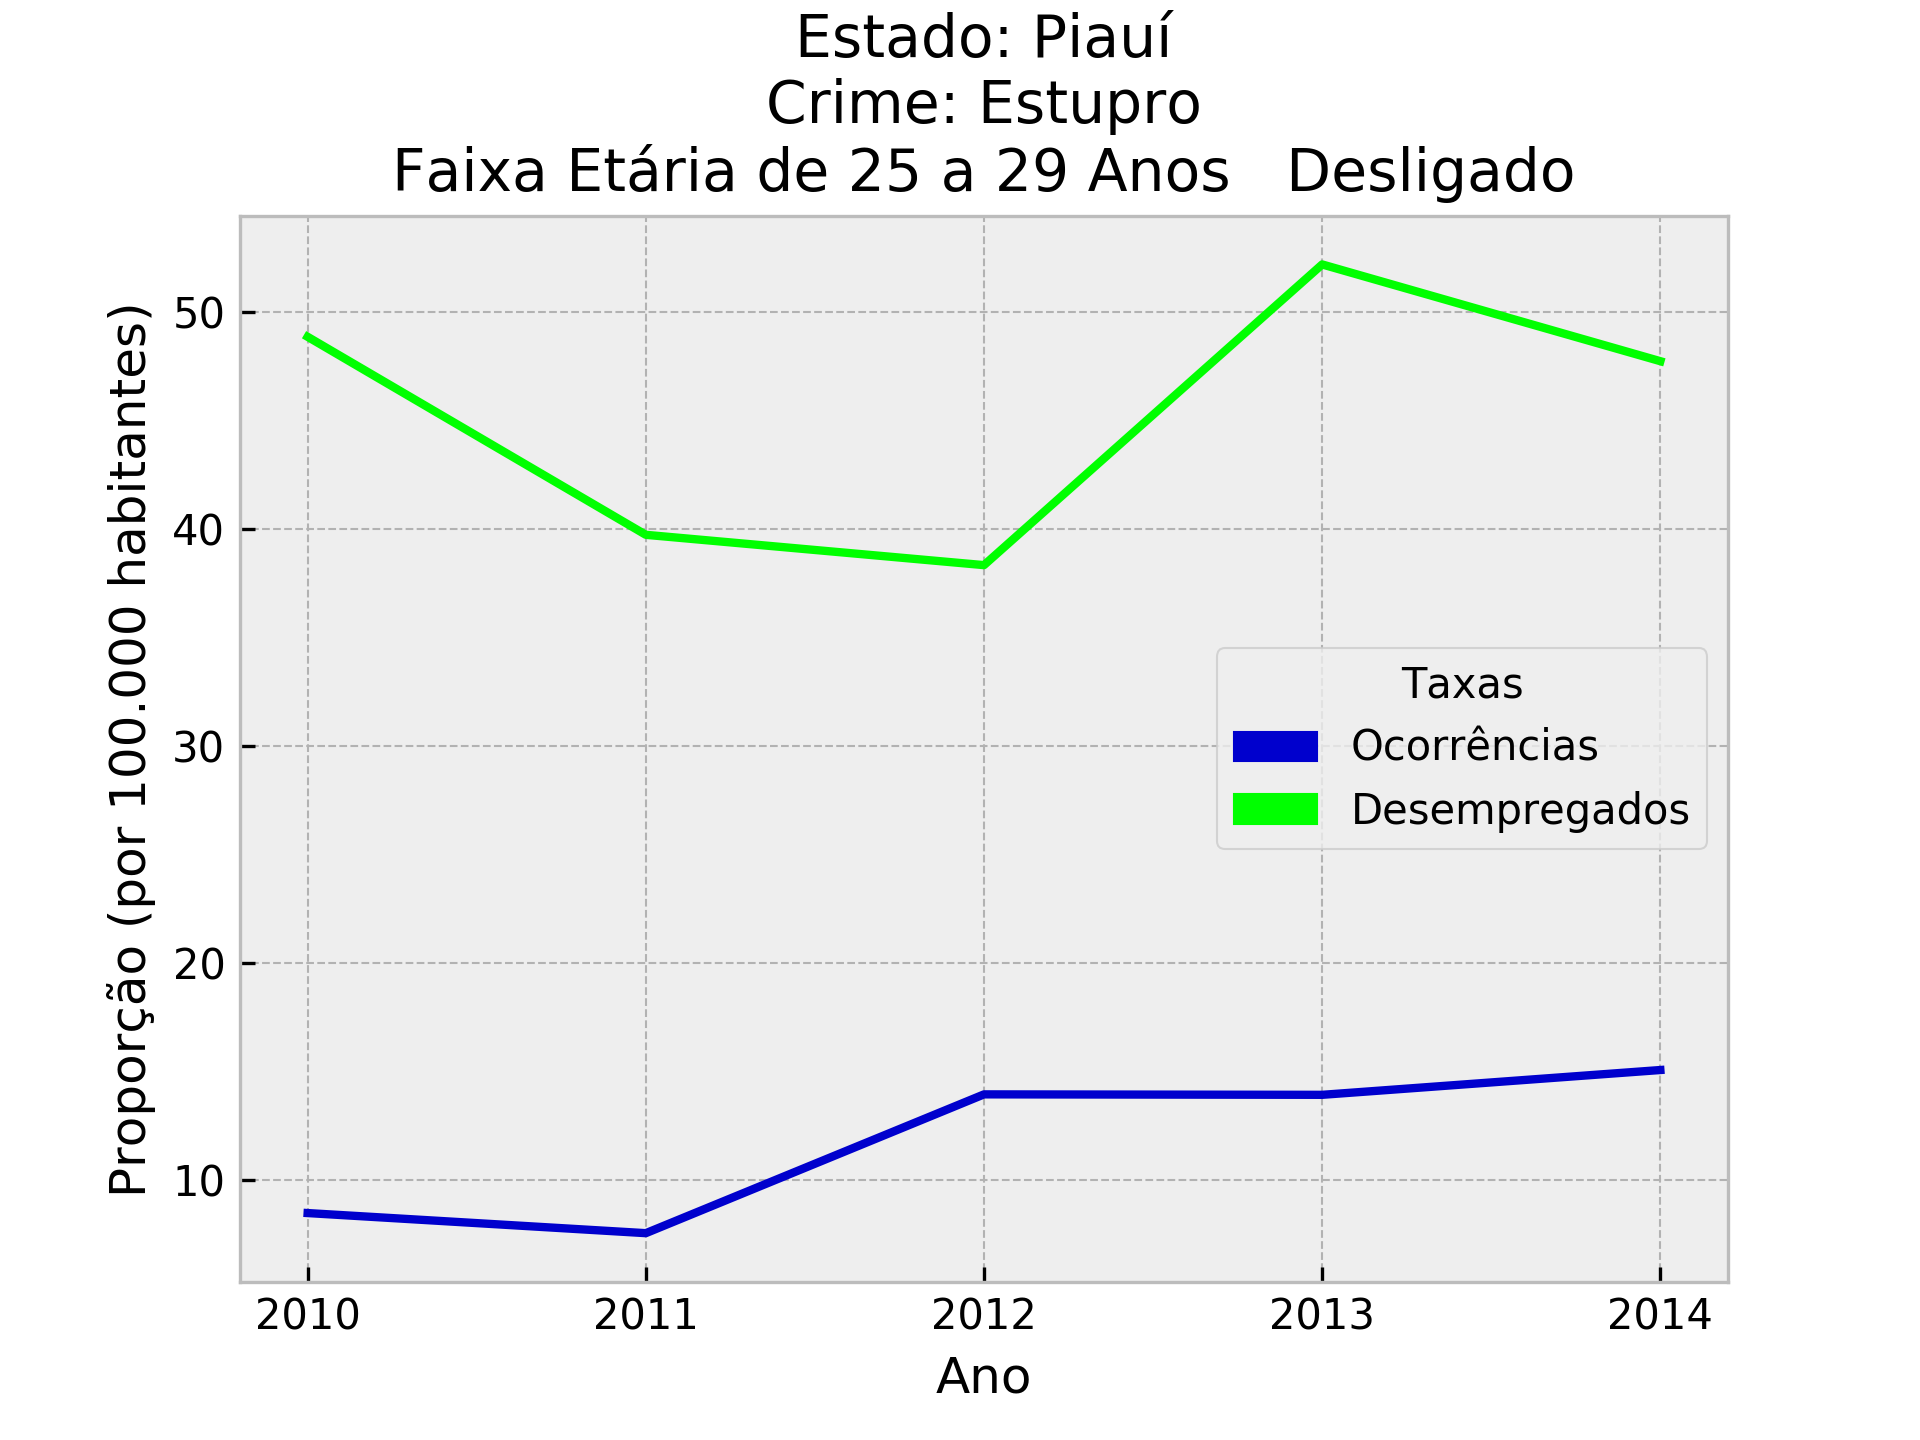 Estado: Piauí
Crime: Estupro
Faixa Etária de 25 a 29 Anos   Desligado
Proporção (por 100.000 habitantes)
50
40
30
20
10
Taxas
Ocorrências
Desempregados
2010 2011 2012 2013 2014
Ano